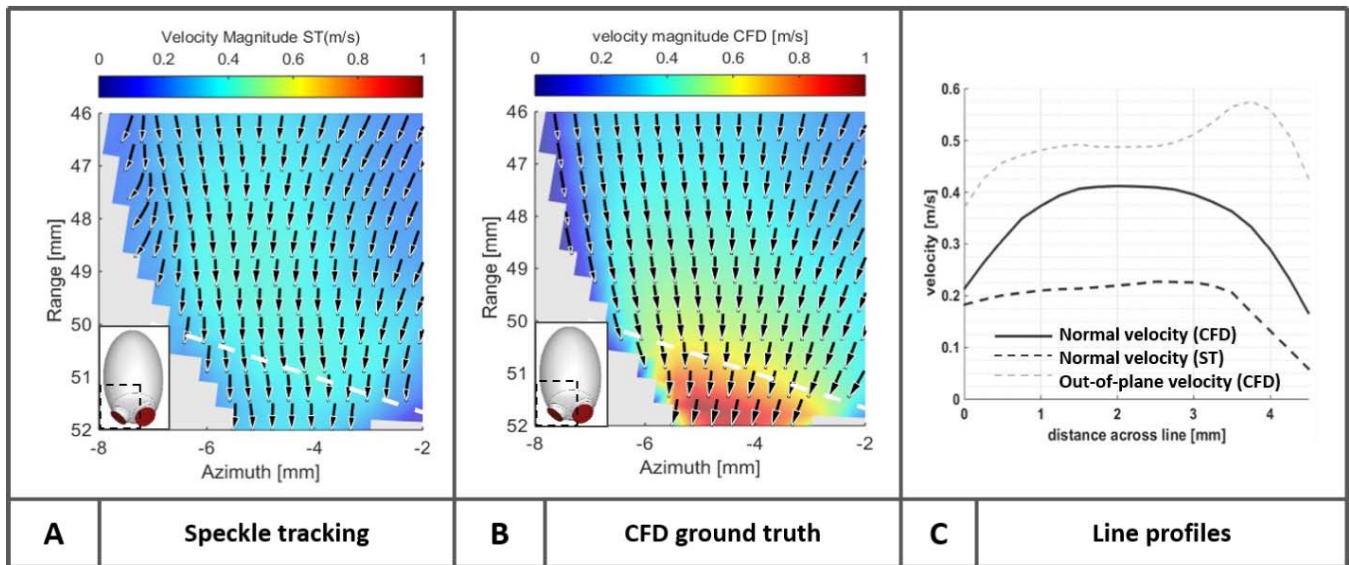 Velocity Magnitude ST(m/s)
0 0.2 0.4 0.6 0.8 1
46
47
48
49
50
51
52
Range [mm]
-8 -6 -4 -2
Azimuth [mm]
velocity magnitude CFD [m/s]
0 0.2 0.4 0.6 0.8 1
46
47
48
49
50
51
52
Range [mm]
-8 -6 -4 -2
Azimuth [mm]
0.6
0.5
0.4
0.3
0.2
0.1
0
velocity [m/s]
Normal velocity (CFD)
Normal velocity (ST)
Out-of-plane velocity (CFD)
0 1 2 3 4
distance across line [mm]
A Speckle tracking
B CFD ground truth
C Line profiles